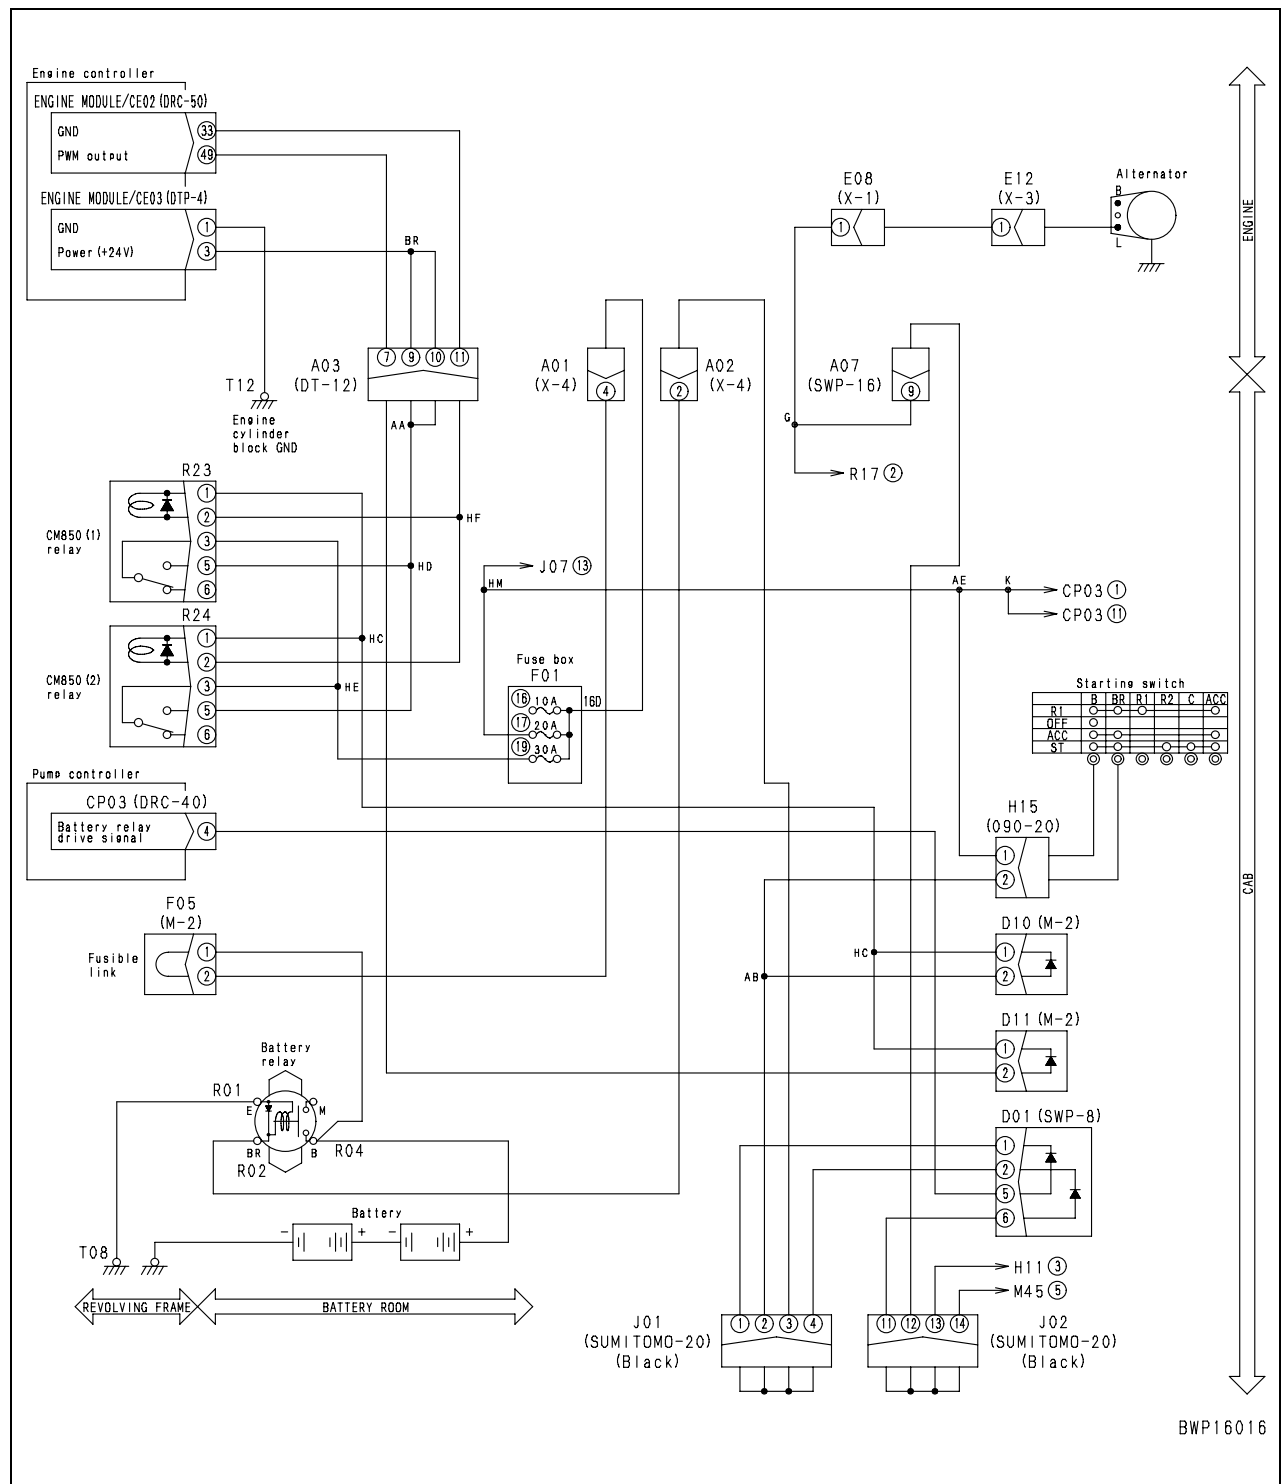 Engine controller
ENGINE MODULE/CE02 (DRC-50)
GND 33
PWM output 49
ENGINE MODULE/CE03 (DTP-4)
GND 1
Power (+24V) 3
BR
E08
(X-1)
1
E12
(X-3)
1
Alternator
B
L
ENGINE
A03
(DT-12)
7 9 10 11
A01
(X-4)
4
A02
(X-4)
2
A07
(SWP-16)
9
T12
Engine
cylinder
block GND
AA
G
R17 2
R23
CM850 (1)
relay
1
2
3
5
6
HF
HD
J07 13
HM
AE
K
CP03 1
CP03 11
R24
CM850 (2)
relay
1
2
3
5
6
HC
HE
Fuse box
F01
16 10A
17 20A
19 30A
16D
Starting switch
B BR R1 R2 C ACC
R1
OFF
ACC
ST
Pump controller
CP03 (DRC-40)
Battery relay
drive signal
4
H15
(090-20)
1
2
CAB
F05
(M-2)
Fusible
link
1
2
D10 (M-2)
1
2
HC
AB
D11 (M-2)
1
2
Battery
relay
R01
E
M
BR
B
R02
R04
D01 (SWP-8)
1
2
5
6
Battery
- + - +
T08
H11 3
M45 5
REVOLVING FRAME
BATTERY ROOM
J01
(SUMITOMO-20)
(Black)
1 2 3 4
11 12 13 14
J02
(SUMITOMO-20)
(Black)
BWP16016